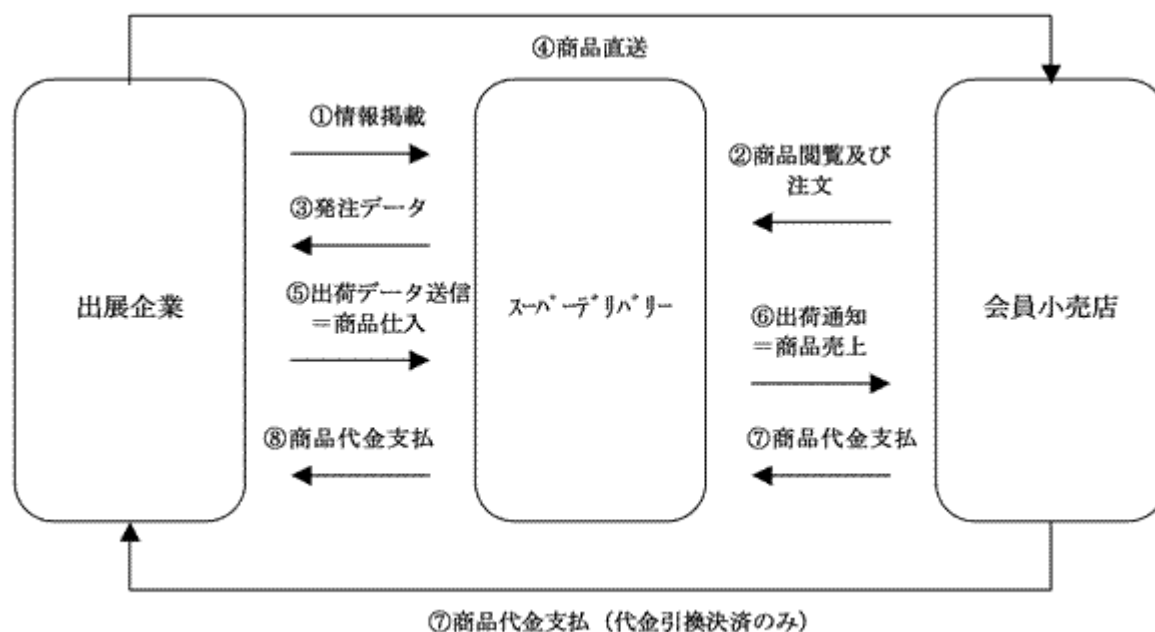 ④商品直送
①情報掲載
②商品閲覧及び
注文
③発注データ
出展企業
⑤出荷データ送信
＝商品仕入
ｽｰﾊﾟｰﾃﾞﾘﾊﾞﾘｰ
⑥出荷通知
＝商品売上
会員小売店
⑧商品代金支払
⑦商品代金支払
⑦商品代金支払（代金引換決済のみ）